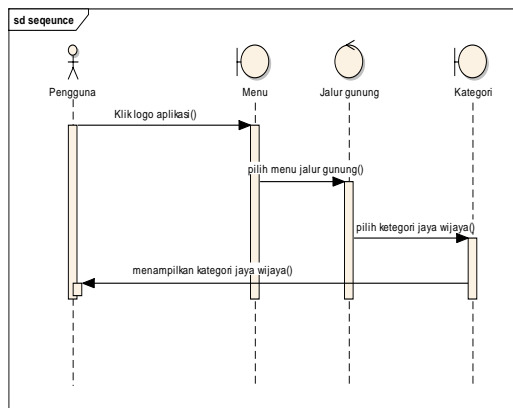 sd seqeunce
Pengguna
Menu
Jalur gunung
Kategori
Klik logo aplikasi()
pilih menu jalur gunung()
pilih ketegori jaya wijaya()
menampilkan kategori jaya wijaya()